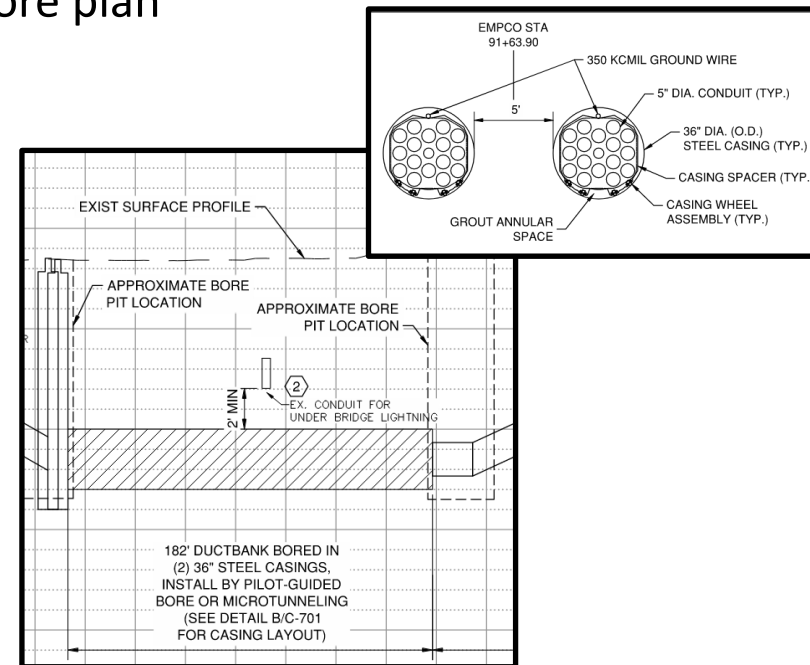 ore plan
EMPCO STA
91+63.90
350 KCMIL GROUND WIRE
5'
5" DIA. CONDUIT (TYP.)
36" DIA. (O.D.)
STEEL CASING (TYP.)
CASING SPACER (TYP.
CASING WHEEL
ASSEMBLY (TYP.)
GROUT ANNULAR
SPACE
EXIST SURFACE PROFILE
APPROXIMATE BORE
PIT LOCATION
APPROXIMATE BORE
PIT LOCATION
2' MIN
2
EX. CONDUIT FOR
UNDER BRIDGE LIGHTNING
182' DUCTBANK BORED IN
(2) 36" STEEL CASINGS,
INSTALL BY PILOT-GUIDED
BORE OR MICROTUNNELING
(SEE DETAIL B/C-701
FOR CASING LAYOUT)